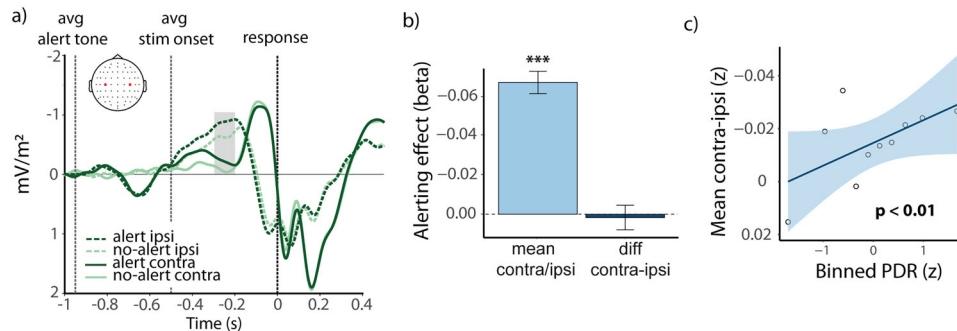 a)
avg
alert tone
avg
stim onset
response
-2
-1
0
1
2
mV/m²
alert ipsi
no-alert ipsi
alert contra
no-alert contra
-1 -0.8 -0.6 -0.4 -0.2 0 0.2 0.4
Time (s)
b)
***
-0.06
-0.04
-0.02
0.00
Alerting effect (beta)
mean
contra/ipsi
diff
contra-ipsi
c)
-0.04
-0.02
0
0.02
Mean contra-ipsi (z)
p < 0.01
-1 0 1
Binned PDR (z)